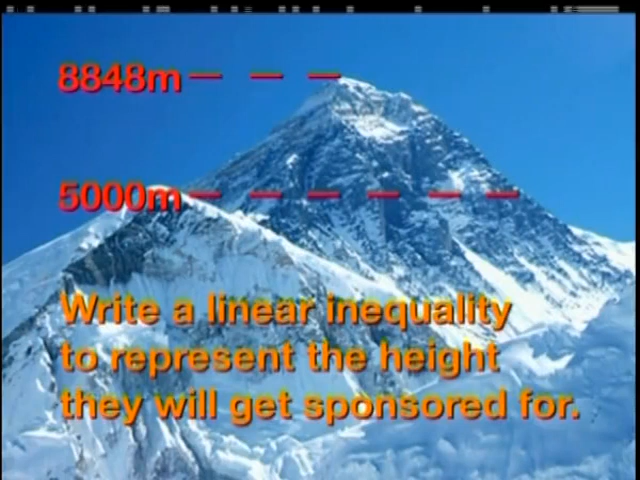 8848m
5000m
Write a linear inequality
to represent the height
they will get sponsored for.